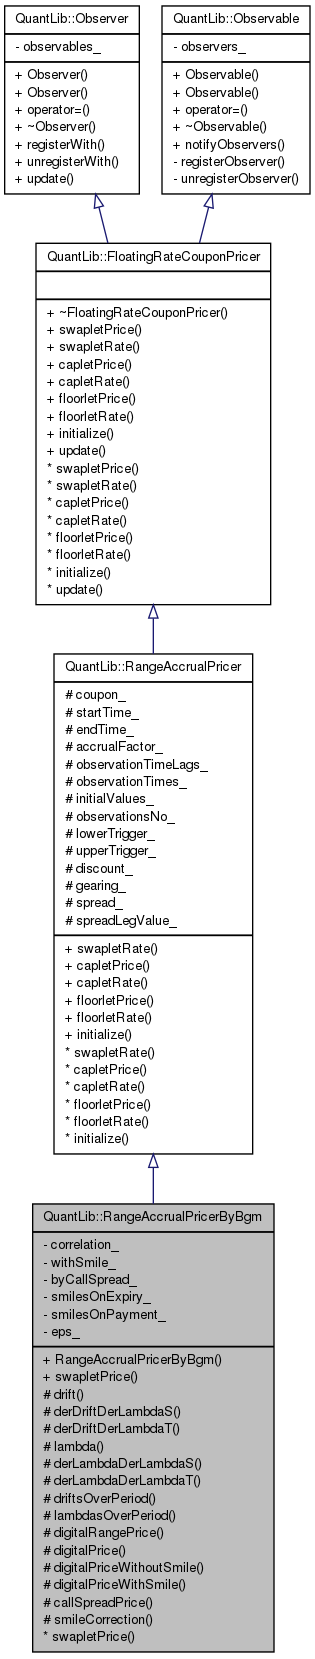 QuantLib::Observer
- observables_
+ Observer()
+ Observer()
+ operator=()
+ ~Observer()
+ registerWith()
+ unregisterWith()
+ update()
QuantLib::Observable
- observers_
+ Observable()
+ Observable()
+ operator=()
+ ~Observable()
+ notifyObservers()
- registerObserver()
- unregisterObserver()
QuantLib::FloatingRateCouponPricer
+ ~FloatingRateCouponPricer()
+ swapletPrice()
+ swapletRate()
+ capletPrice()
+ capletRate()
+ floorletPrice()
+ floorletRate()
+ initialize()
+ update()
* swapletPrice()
* swapletRate()
* capletPrice()
* capletRate()
* floorletPrice()
* floorletRate()
* initialize()
* update()
QuantLib::RangeAccrualPricer
# coupon_
# startTime_
# endTime_
# accrualFactor_
# observationTimeLags_
# observationTimes_
# initialValues_
# observationsNo_
# lowerTrigger_
# upperTrigger_
# discount_
# gearing_
# spread_
# spreadLegValue_
+ swapletRate()
+ capletPrice()
+ capletRate()
+ floorletPrice()
+ floorletRate()
+ initialize()
* swapletRate()
* capletPrice()
* capletRate()
* floorletPrice()
* floorletRate()
* initialize()
QuantLib::RangeAccrualPricerByBgm
- correlation_
- withSmile_
- byCallSpread_
- smilesOnExpiry_
- smilesOnPayment_
- eps_
+ RangeAccrualPricerByBgm()
+ swapletPrice()
# drift()
# derDriftDerLambdaS()
# derDriftDerLambdaT()
# lambda()
# derLambdaDerLambdaS()
# derLambdaDerLambdaT()
# driftsOverPeriod()
# lambdasOverPeriod()
# digitalRangePrice()
# digitalPrice()
# digitalPriceWithoutSmile()
# digitalPriceWithSmile()
# callSpreadPrice()
# smileCorrection()
* swapletPrice()